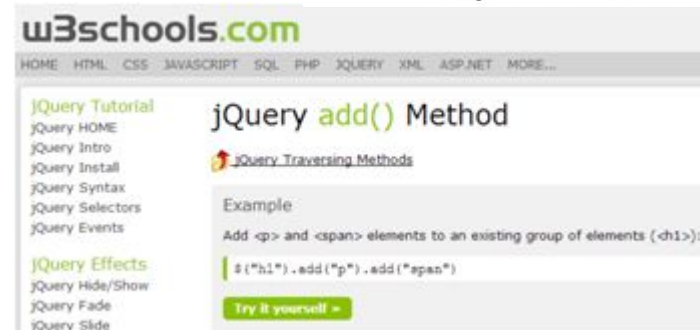 w3schools.com
HOME HTML CSS JAVASCRIPT SQL PHP JQUERY XML ASP.NET MORE...
jQuery Tutorial
jQuery HOME
jQuery Intro
jQuery Install
jQuery Syntax
jQuery Selectors
jQuery Events
jQuery Effects
jQuery Hide/Show
jQuery Fade
jQuery Slide
jQuery add() Method
jQuery Traversing Methods
Example
Add <p> and <span> elements to an existing group of elements (<h1>):
$("h1").add("p").add("span")
Try it yourself »